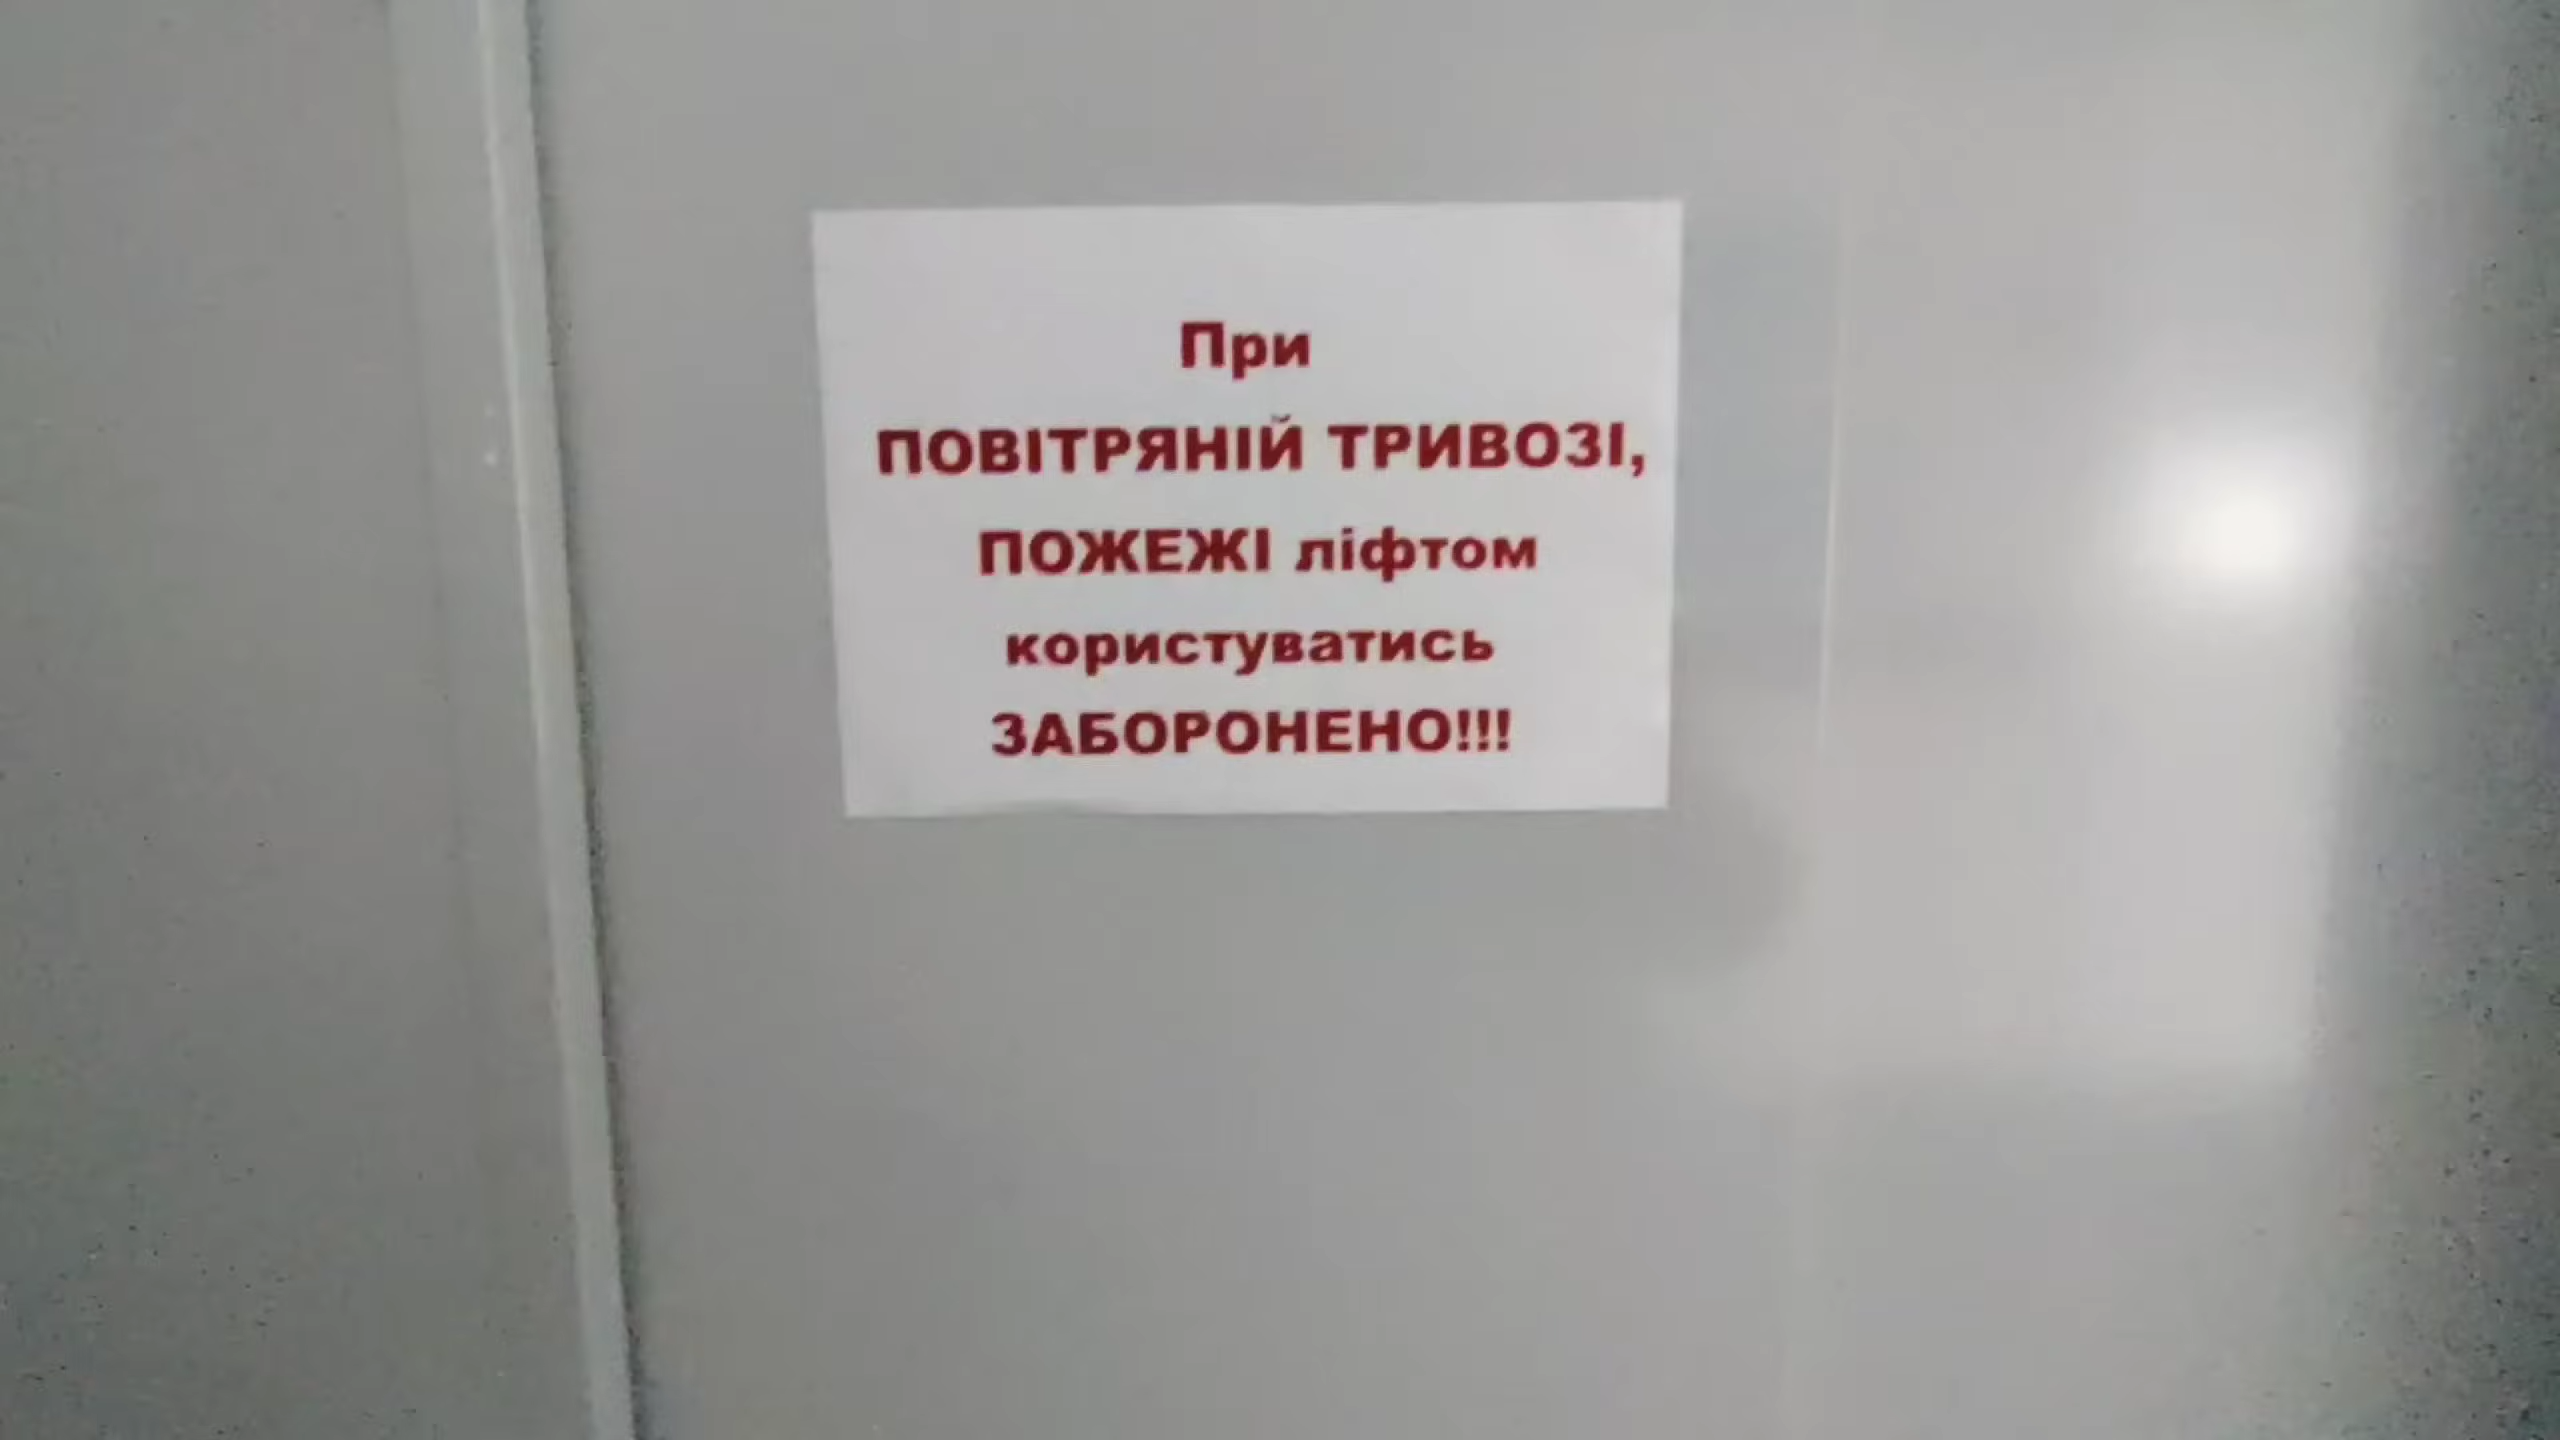 При
ПОВІТРЯНІЙ ТРИВОЗІ,
ПОЖЕЖІ ліфтом
користуватись
ЗАБОРОНЕНО!!!